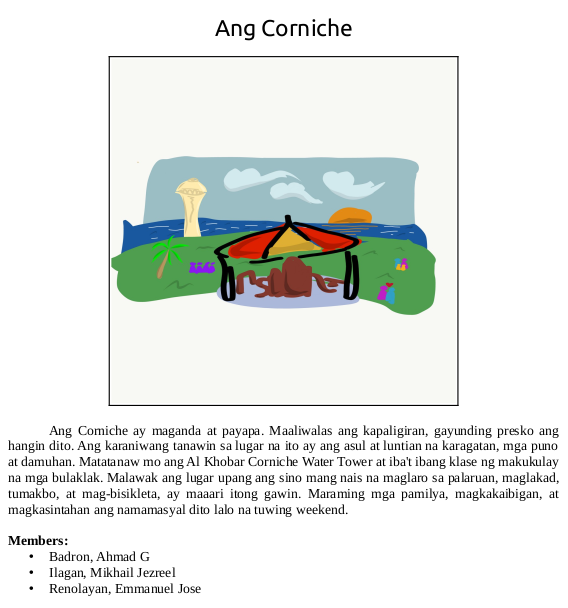 Ang Corniche
Ang Corniche ay maganda at payapa. Maaliwalas ang kapaligiran, gayunding presko ang
hangin dito. Ang karaniwang tanawin sa lugar na ito ay ang asul at luntian na karagatan, mga puno
at damuhan. Matatanaw mo ang Al Khobar Corniche Water Tower at iba't ibang klase ng makukulay
na mga bulaklak. Malawak ang lugar upang ang sino mang nais na maglaro sa palaruan, maglakad,
tumakbo, at mag-bisikleta, ay maaari itong gawin. Maraming mga pamilya, magkakaibigan, at
magkasintahan ang namamasyal dito lalo na tuwing weekend.
Members:
• Badron, Ahmad G
• Ilagan, Mikhail Jezreel
• Renolayan, Emmanuel Jose